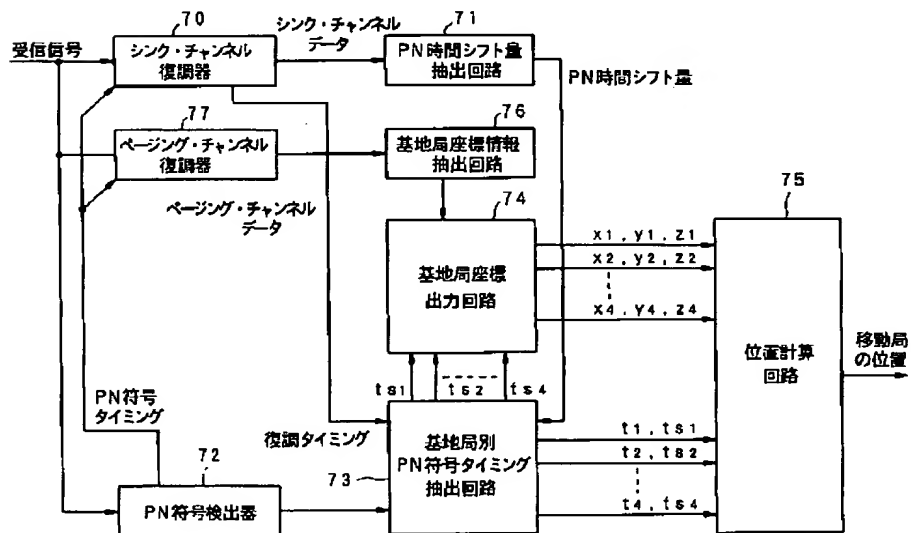 受信信号
70
シンク・チャンネル
復調器
シンク・チャンネル
データ
71
PN時間シフト量
抽出回路
PN時間シフト量
77
ページング・チャンネル
復調器
ページング・チャンネル
データ
76
基地局座標情報
抽出回路
74
基地局座標
出力回路
x1, y1, z1
x2, y2, z2
x4, y4, z4
75
位置計算
回路
移動局
の位置
ts1
ts2
ts4
PN符号
タイミング
復調タイミング
72
PN符号検出器
73
基地局別
PN符号タイミング
抽出回路
t1, ts1
t2, ts2
t4, ts4